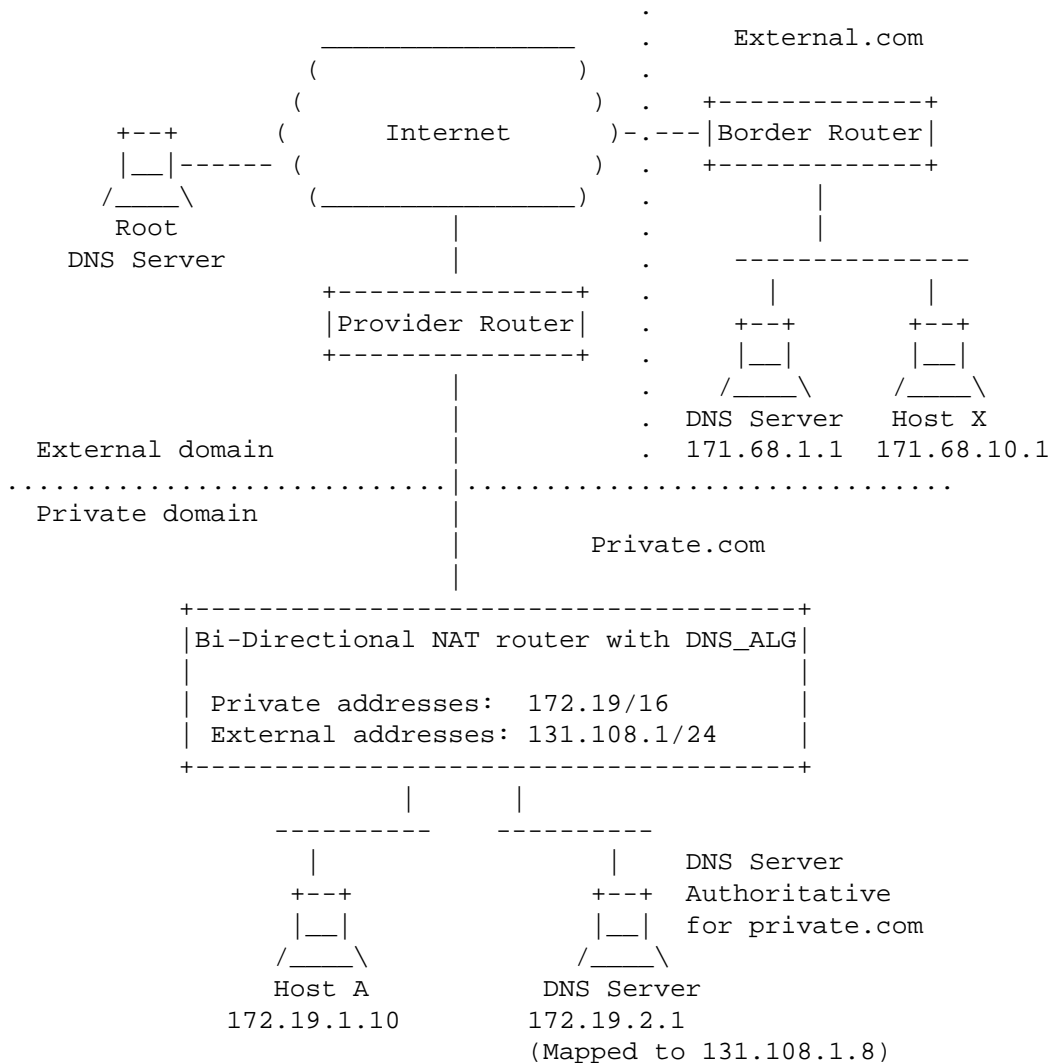 External.com
Internet
Border Router
Root
DNS Server
Provider Router
DNS Server Host X
External domain 171.68.1.1 171.68.10.1
Private domain
Private.com
Bi-Directional NAT router with DNS_ALG
Private addresses: 172.19/16
External addresses: 131.108.1/24
DNS Server
Authoritative
for private.com
Host A DNS Server
172.19.1.10 172.19.2.1
(Mapped to 131.108.1.8)